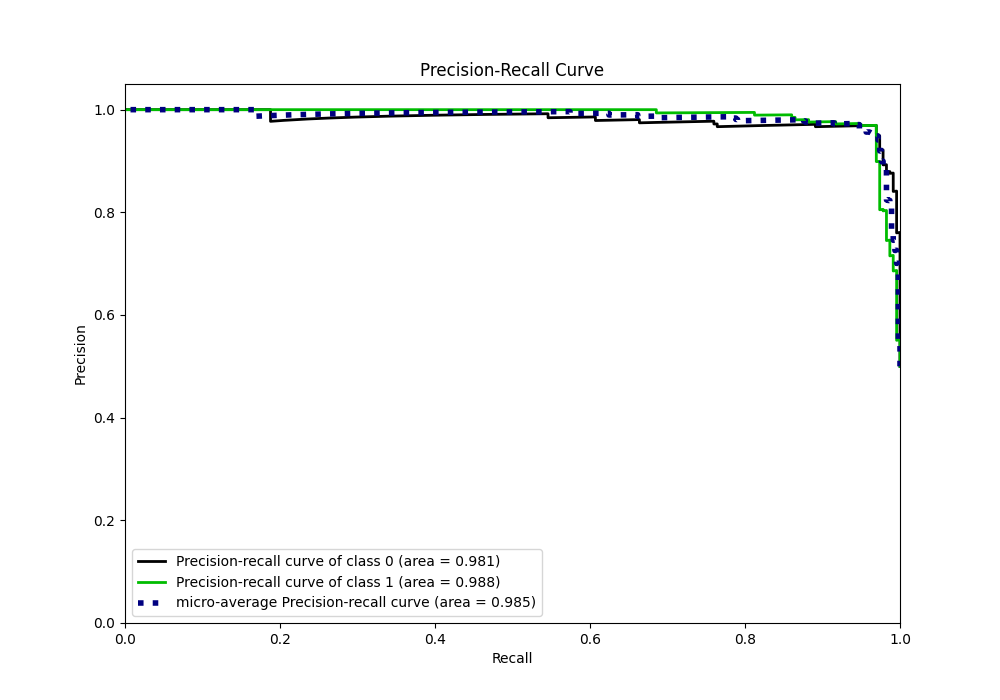 Precision-Recall Curve
1.0
0.8
0.6
0.4
0.2
0.0
Precision
Precision-recall curve of class 0 (area = 0.981)
Precision-recall curve of class 1 (area = 0.988)
micro-average Precision-recall curve (area = 0.985)
0.0 0.2 0.4 0.6 0.8 1.0
Recall